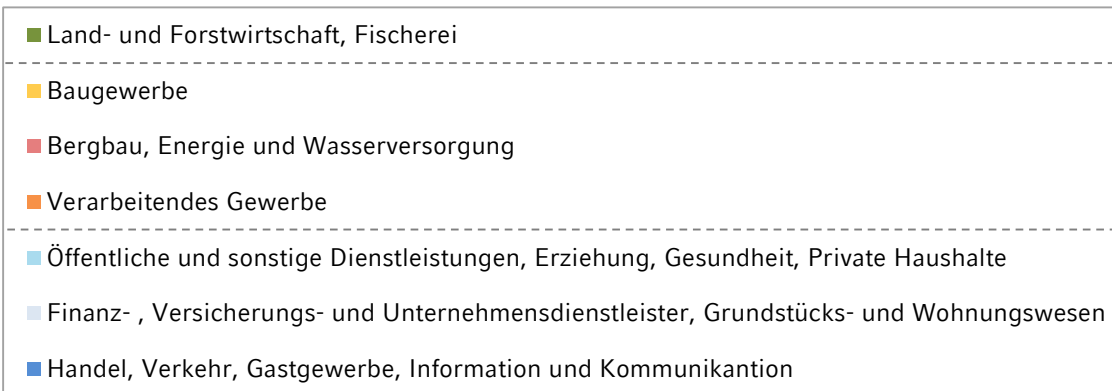 Land- und Forstwirtschaft, Fischerei
Baugewerbe
Bergbau, Energie und Wasserversorgung
Verarbeitendes Gewerbe
Öffentliche und sonstige Dienstleistungen, Erziehung, Gesundheit, Private Haushalte
Finanz- , Versicherungs- und Unternehmensdienstleister, Grundstücks- und Wohnungswesen
Handel, Verkehr, Gastgewerbe, Information und Kommunikantion